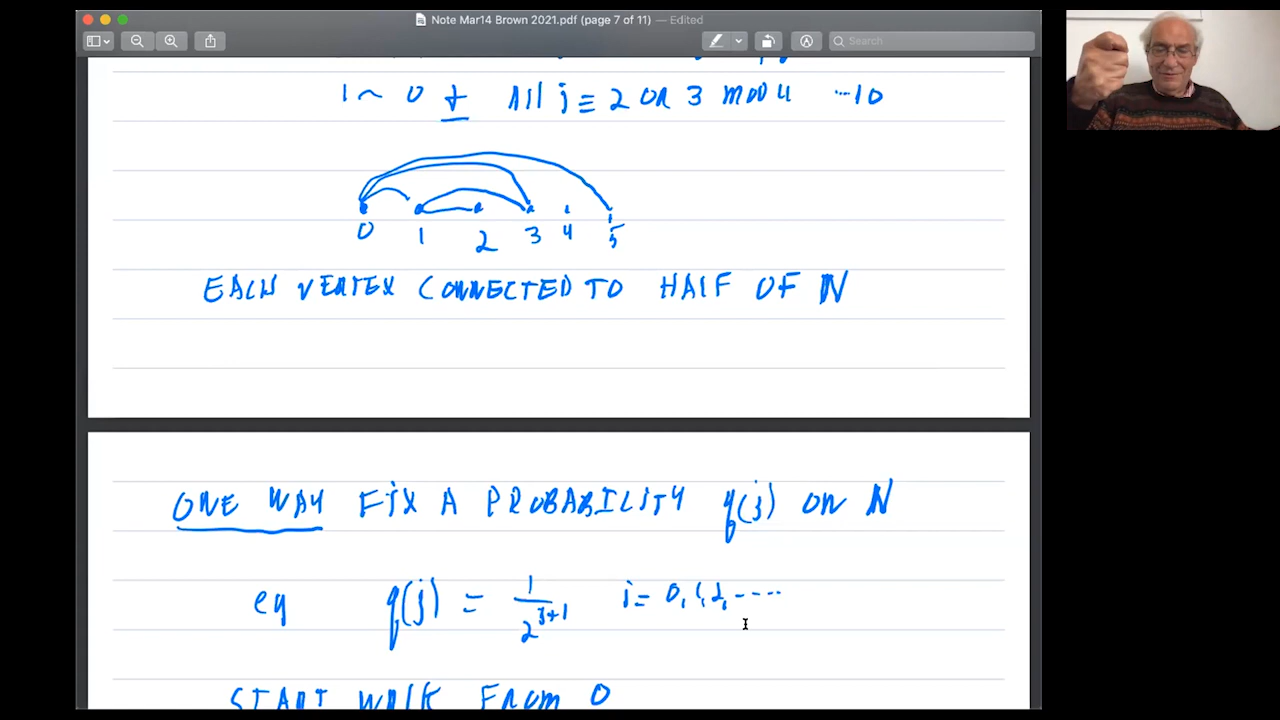 Note Mar14 Brown 2021.pdf (page 7 of 11) — Edited
Search
1 ~ 0 + All j ≡ 2 OR 3 MOD 4 ...10
0 1 2 3 4 5
EACH VERTEX CONNECTED TO HALF OF N
ONE WAY FIX A PROBABILITY q(j) ON N
eg q(j) = 1/2^(j+1) j = 0, 1, 2, ----
START WALK FROM 0